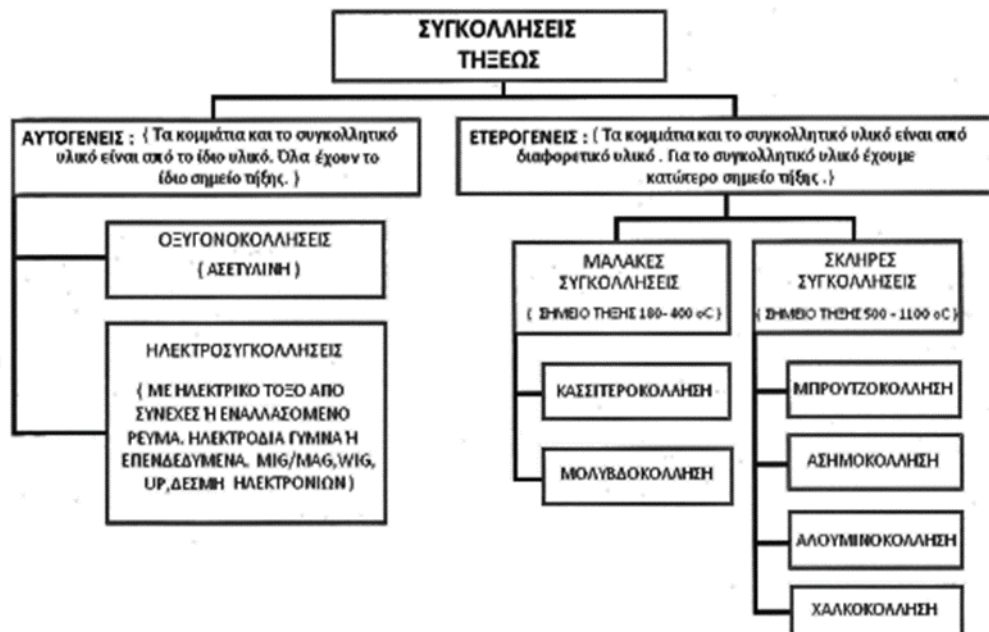 ΣΥΓΚΟΛΛΗΣΕΙΣ
ΤΗΞΕΩΣ
ΑΥΤΟΓΕΝΕΙΣ : { Τα κομμάτια και το συγκολλητικό
υλικό είναι από το ίδιο υλικό. Όλα έχουν το
ίδιο σημείο τήξης. }
ΟΞΥΓΟΝΟΚΟΛΛΗΣΕΙΣ
( ΑΣΕΤΥΛΙΝΗ )
ΗΛΕΚΤΡΟΣΥΓΚΟΛΛΗΣΕΙΣ
( ΜΕ ΗΛΕΚΤΡΙΚΟ ΤΟΞΟ ΑΠΟ
ΣΥΝΕΧΕΣ Ή ΕΝΑΛΛΑΣΟΜΕΝΟ
ΡΕΥΜΑ. ΗΛΕΚΤΡΟΔΙΑ ΓΥΜΝΑ Ή
ΕΠΕΝΔΕΔΥΜΕΝΑ. MIG/MAG,WIG,
UP,ΔΕΣΜΗ ΗΛΕΚΤΡΟΝΙΩΝ )
ΕΤΕΡΟΓΕΝΕΙΣ : ( Τα κομμάτια και το συγκολλητικό υλικό είναι από
διαφορετικό υλικό . Για το συγκολλητικό υλικό έχουμε
κατώτερο σημείο τήξης .}
ΜΑΛΑΚΕΣ
ΣΥΓΚΟΛΛΗΣΕΙΣ
( ΣΗΜΕΙΟ ΤΗΞΗΣ 180- 400 oC )
ΚΑΣΣΙΤΕΡΟΚΟΛΛΗΣΗ
ΜΟΛΥΒΔΟΚΟΛΛΗΣΗ
ΣΚΛΗΡΕΣ
ΣΥΓΚΟΛΛΗΣΕΙΣ
{ ΣΗΜΕΙΟ ΤΗΞΗΣ 500 - 1100 oC }
ΜΠΡΟΥΤΖΟΚΟΛΛΗΣΗ
ΑΣΗΜΟΚΟΛΛΗΣΗ
ΑΛΟΥΜΙΝΟΚΟΛΛΗΣΗ
ΧΑΛΚΟΚΟΛΛΗΣΗ